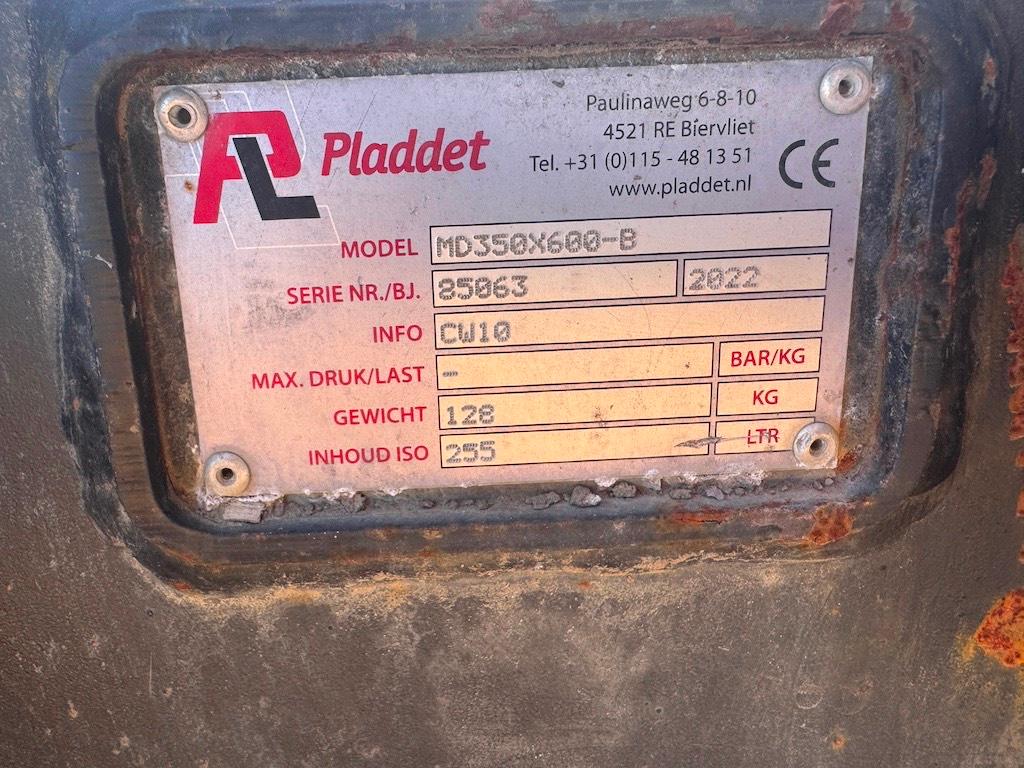 PL Pladdet
Paulinaweg 6-8-10
4521 RE Biervliet
Tel. +31 (0)115 - 48 13 51
www.pladdet.nl
CE
MODEL MD350X600-B
SERIE NR./BJ. 85063 2022
INFO CW10
MAX. DRUK/LAST - BAR/KG
GEWICHT 128 KG
INHOUD ISO 255 LTR